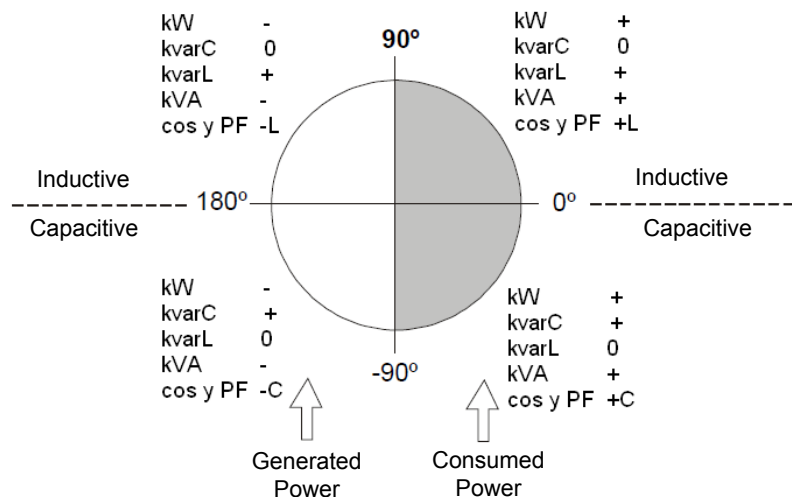 kW -
kvarC 0
kvarL +
kVA -
cos y PF -L
90º
kW +
kvarC 0
kvarL +
kVA +
cos y PF +L
Inductive
Capacitive
180º
0º
Inductive
Capacitive
kW -
kvarC +
kvarL 0
kVA -
cos y PF -C
-90º
kW +
kvarC +
kvarL 0
kVA +
cos y PF +C
Generated
Power
Consumed
Power